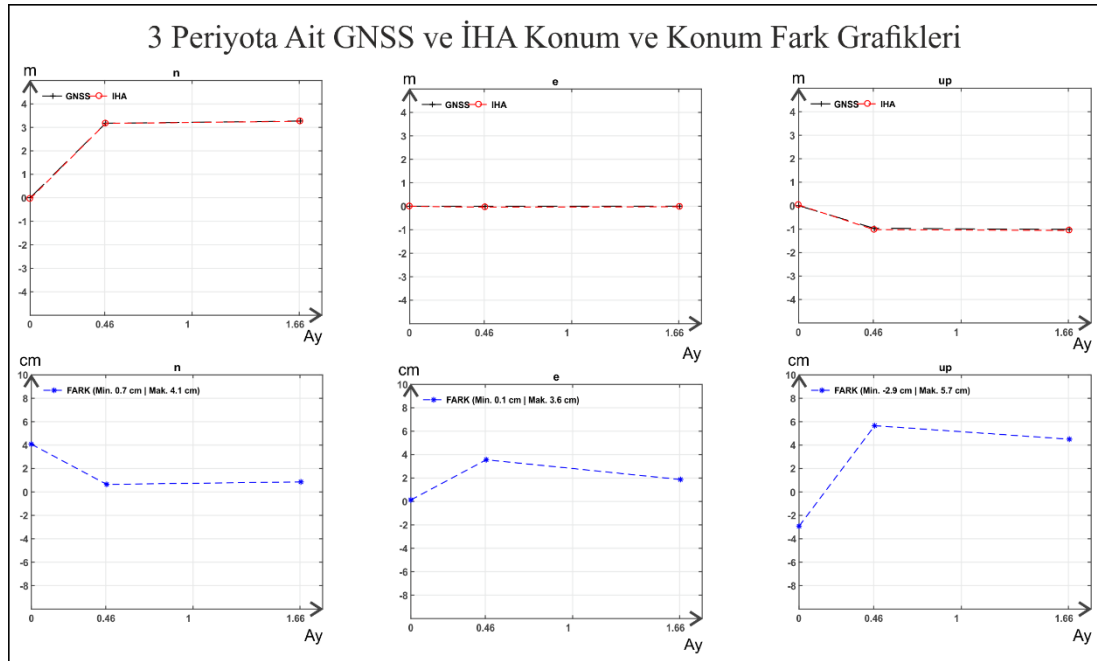 3 Periyota Ait GNSS ve İHA Konum ve Konum Fark Grafikleri
m
n
GNSS İHA
4
3
2
1
0
-1
-2
-3
-4
0 0.46 1 1.66
Ay
m
e
GNSS İHA
4
3
2
1
0
-1
-2
-3
-4
0 0.46 1 1.66
Ay
m
up
GNSS İHA
4
3
2
1
0
-1
-2
-3
-4
0 0.46 1 1.66
Ay
cm
n
10
FARK (Min. 0.7 cm | Mak. 4.1 cm)
8
6
4
2
0
-2
-4
-6
-8
0 0.46 1 1.66
Ay
cm
e
10
FARK (Min. 0.1 cm | Mak. 3.6 cm)
8
6
4
2
0
-2
-4
-6
-8
0 0.46 1 1.66
Ay
cm
up
10
FARK (Min. -2.9 cm | Mak. 5.7 cm)
8
6
4
2
0
-2
-4
-6
-8
0 0.46 1 1.66
Ay